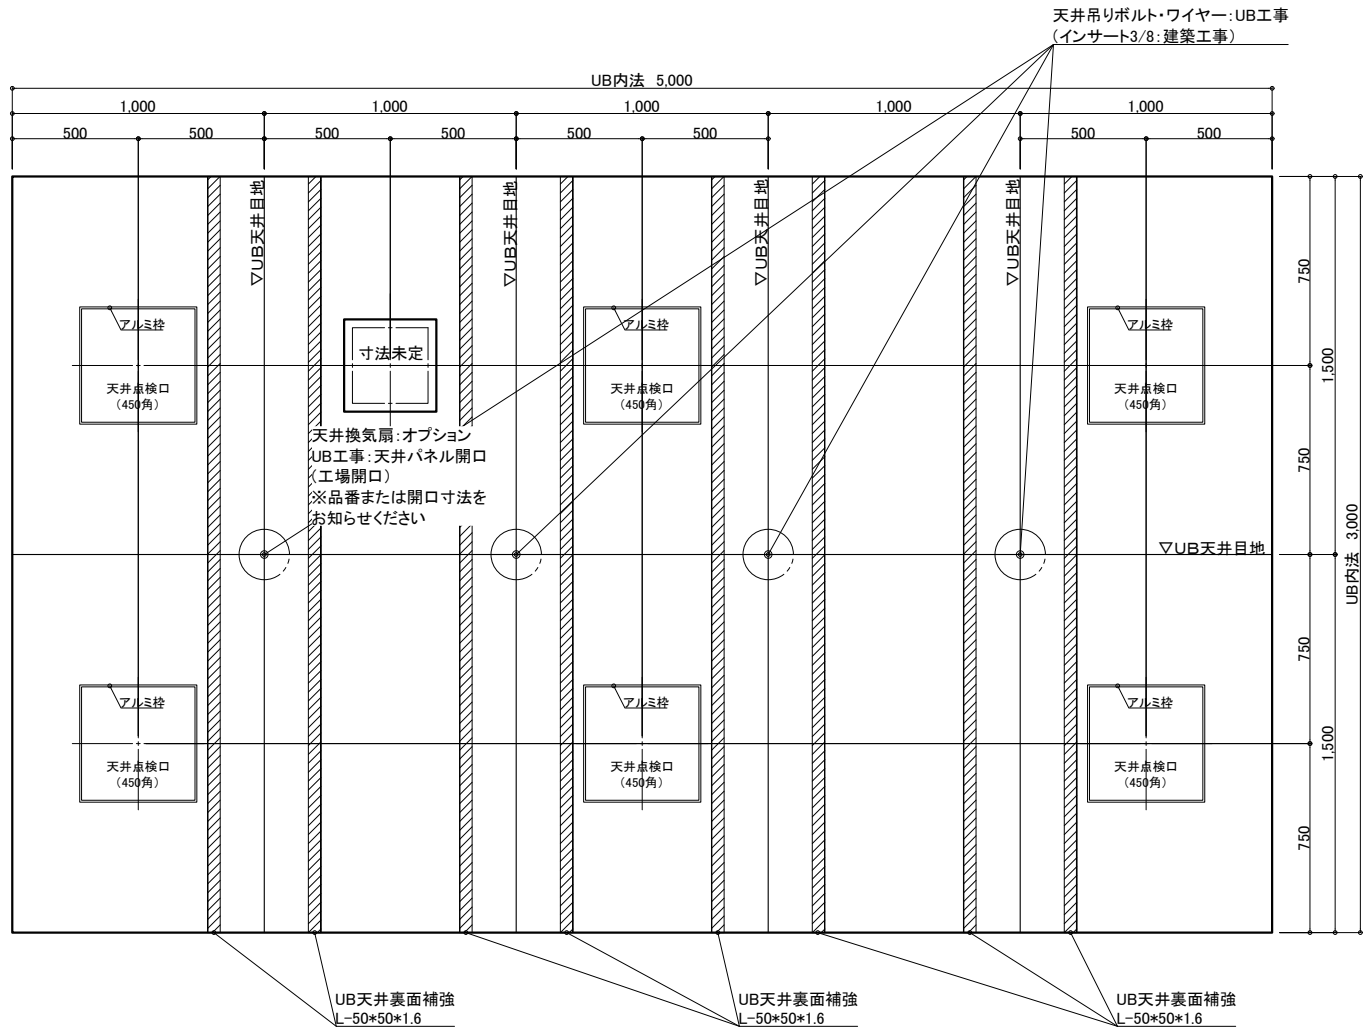 天井吊りボルト・ワイヤー：UB工事
（インサート3/8：建築工事）
UB内法 5,000
1,000 1,000 1,000 1,000 1,000
500 500 500 500 500 500 500 500
▽UB天井目地
▽UB天井目地
▽UB天井目地
▽UB天井目地
アルミ枠
天井点検口
（450角）
寸法未定
アルミ枠
天井点検口
（450角）
アルミ枠
天井点検口
（450角）
天井換気扇：オプション
UB工事：天井パネル開口
（工場開口）
※品番または開口寸法を
お知らせください
▽UB天井目地
アルミ枠
天井点検口
（450角）
アルミ枠
天井点検口
（450角）
アルミ枠
天井点検口
（450角）
750
750
750
750
1,500
1,500
UB内法 3,000
UB天井裏面補強
L-50*50*1.6
UB天井裏面補強
L-50*50*1.6
UB天井裏面補強
L-50*50*1.6